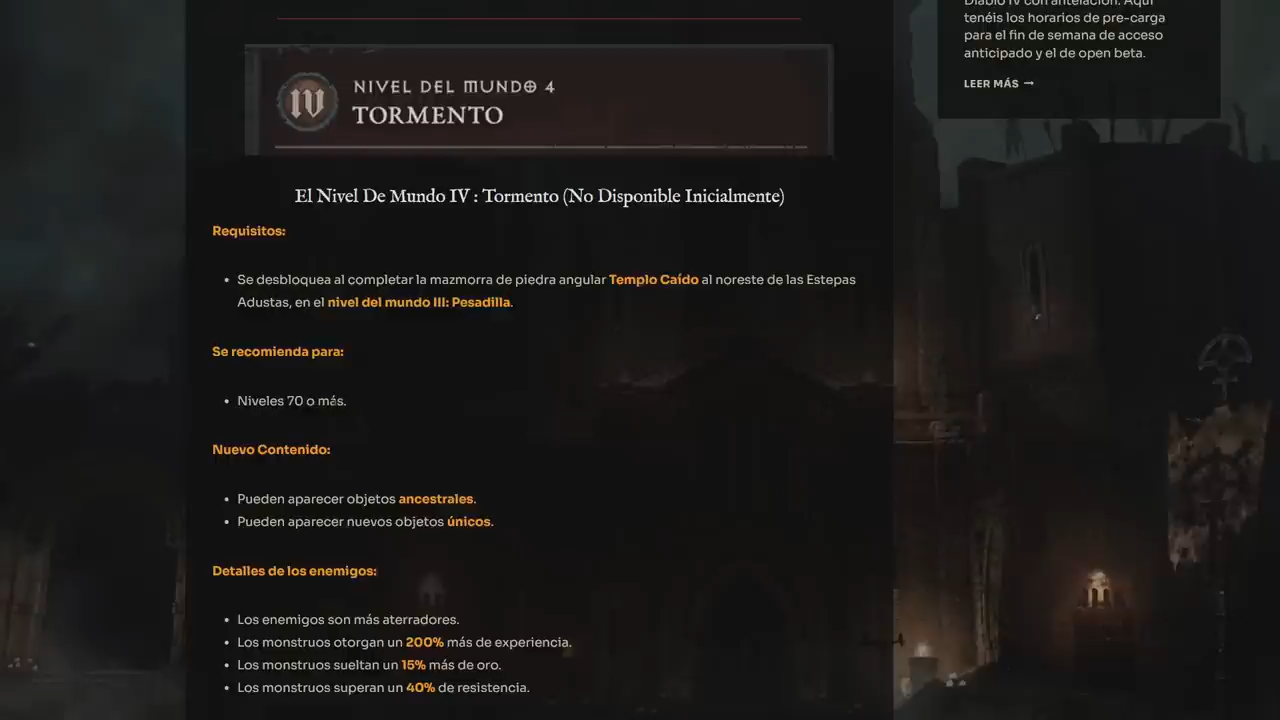 Diablo IV con antelación. Aquí
tenéis los horarios de pre-carga
para el fin de semana de acceso
anticipado y el de open beta.
LEER MÁS →
IV
NIVEL DEL MUNDO 4
TORMENTO
El Nivel De Mundo IV : Tormento (No Disponible Inicialmente)
Requisitos:
• Se desbloquea al completar la mazmorra de piedra angular Templo Caído al noreste de las Estepas
Adustas, en el nivel del mundo III: Pesadilla.
Se recomienda para:
• Niveles 70 o más.
Nuevo Contenido:
• Pueden aparecer objetos ancestrales.
• Pueden aparecer nuevos objetos únicos.
Detalles de los enemigos:
• Los enemigos son más aterradores.
• Los monstruos otorgan un 200% más de experiencia.
• Los monstruos sueltan un 15% más de oro.
• Los monstruos superan un 40% de resistencia.